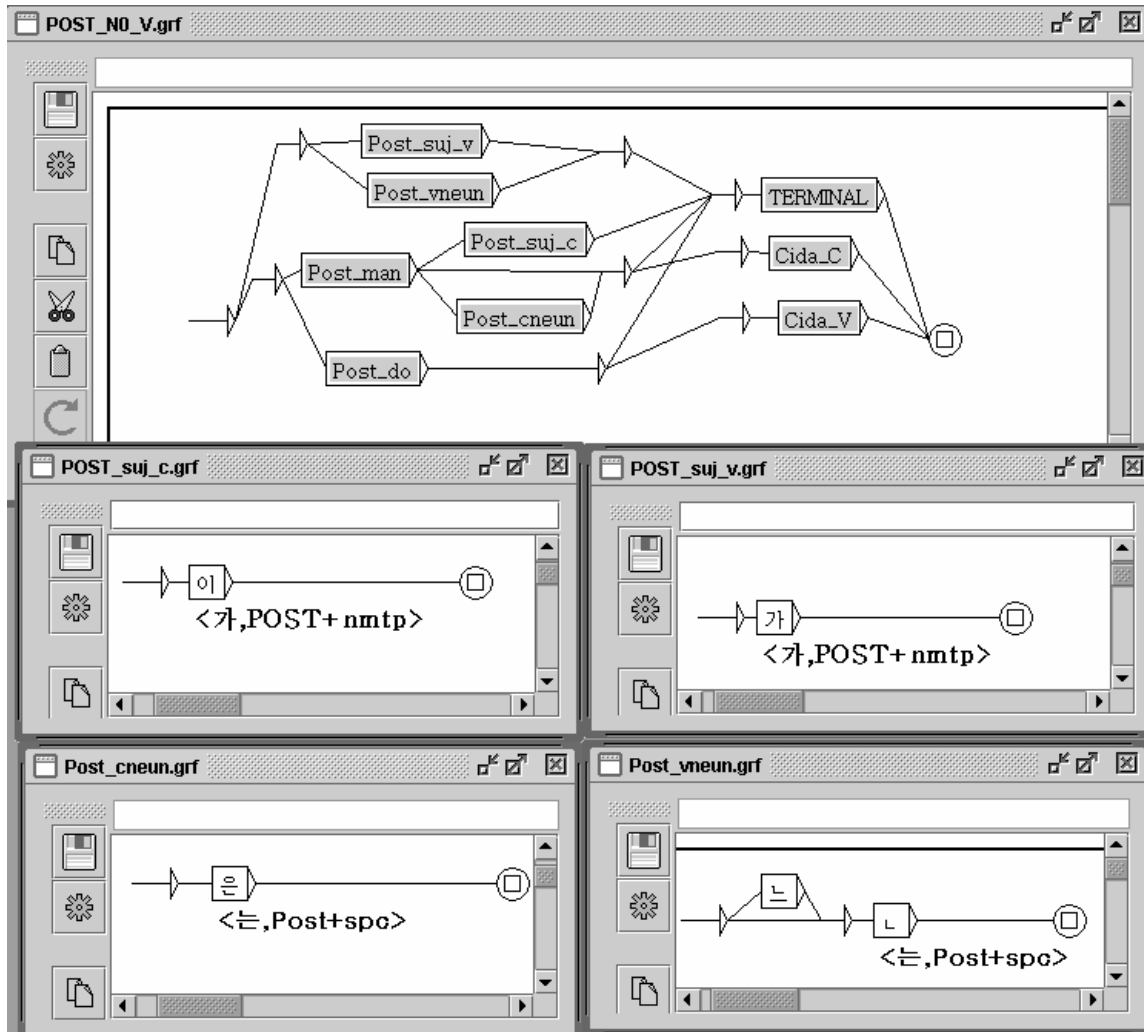 POST_N0_V.grf
Post_suj_v
Post_vneun
TERMINAL
Post_suj_c
Post_man
Cida_C
Post_cneun
Cida_V
Post_do
POST_suj_c.grf
이
<가,POST+nmtp>
POST_suj_v.grf
가
<가,POST+nmtp>
Post_cneun.grf
은
<는,Post+spc>
Post_vneun.grf
느
ㄴ
<는,Post+spc>